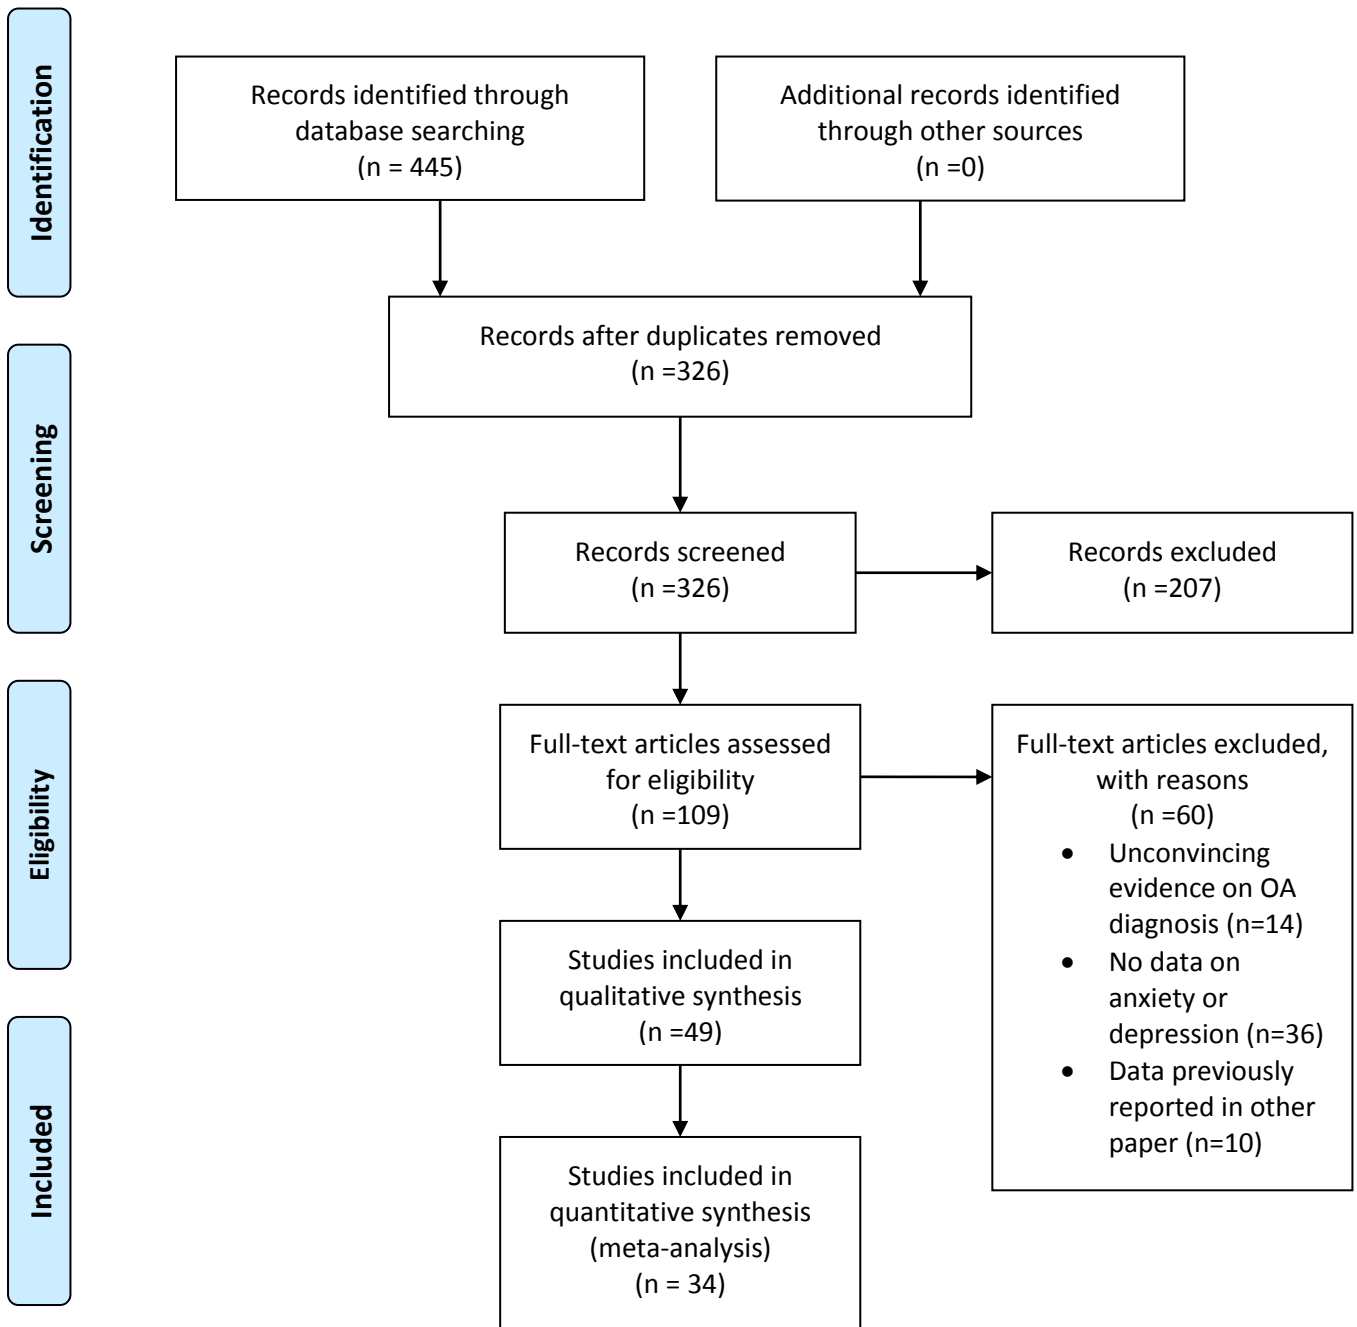 Identification
Records identified through
database searching
(n = 445)
Additional records identified
through other sources
(n =0)
Records after duplicates removed
(n =326)
Screening
Records screened
(n =326)
Records excluded
(n =207)
Eligibility
Full-text articles assessed
for eligibility
(n =109)
Full-text articles excluded,
with reasons
(n =60)
• Unconvincing
evidence on OA
diagnosis (n=14)
• No data on
anxiety or
depression (n=36)
• Data previously
reported in other
paper (n=10)
Studies included in
qualitative synthesis
(n =49)
Included
Studies included in
quantitative synthesis
(meta-analysis)
(n = 34)